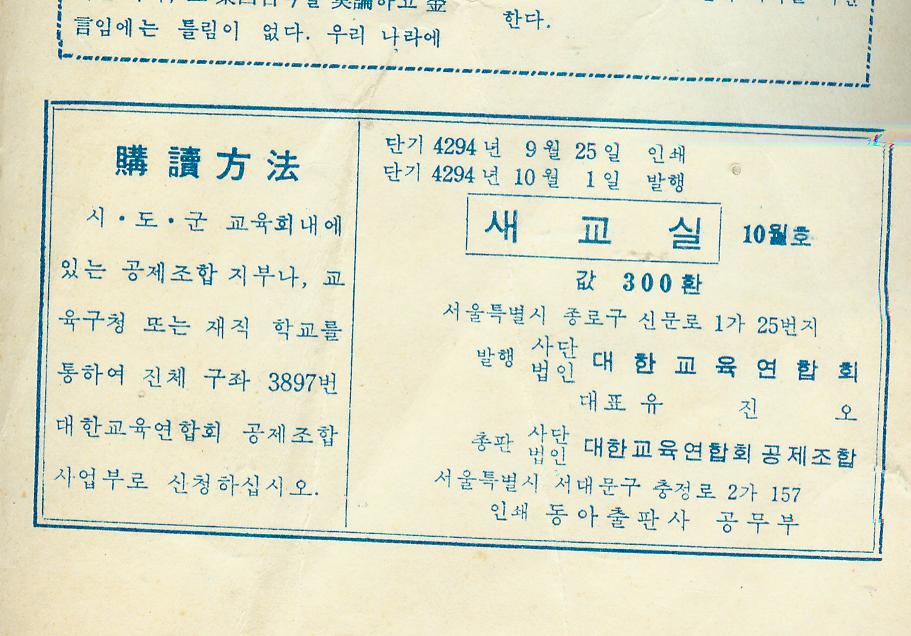 하고 金
言임에는 틀림이 없다. 우리 나라에
한다.
購讀方法
시·도·군 교육회내에
있는 공제조합 지부나, 교
육구청 또는 재직 학교를
통하여 진체 구좌 3897번
대한교육연합회 공제조합
사업부로 신청하십시오.
단기 4294년 9월 25일 인쇄
단기 4294년 10월 1일 발행
새교실 10월호
값 300환
서울특별시 종로구 신문로 1가 25번지
발행 사단법인 대한교육연합회
대표 유진오
총판 사단법인 대한교육연합회 공제조합
서울특별시 서대문구 충정로 2가 157
인쇄 동아출판사 공무부